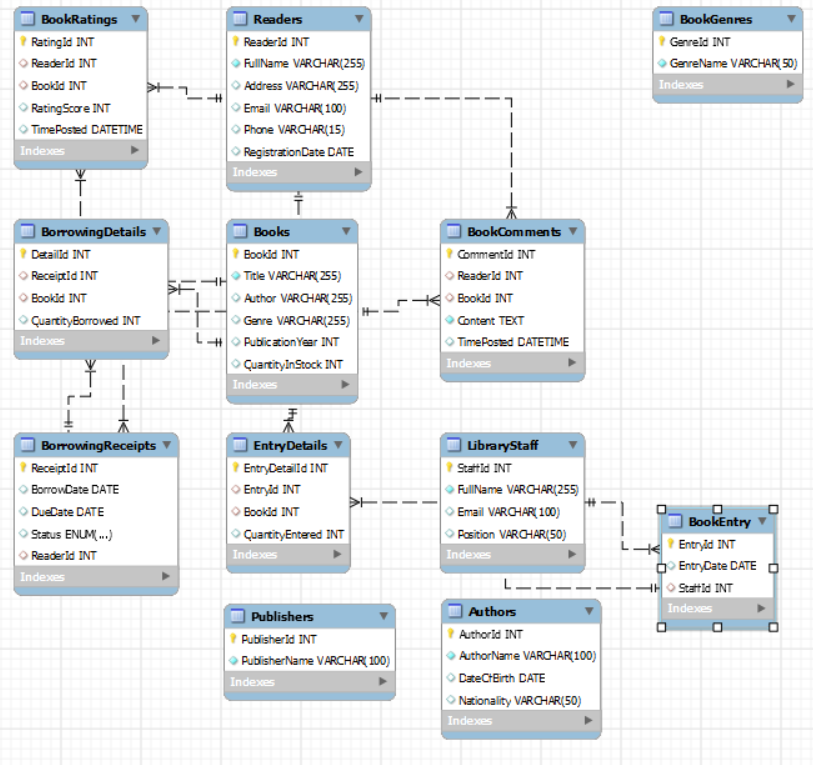 BookRatings
RatingId INT
ReaderId INT
BookId INT
RatingScore INT
TimePosted DATETIME
Indexes
Readers
ReaderId INT
FullName VARCHAR(255)
Address VARCHAR(255)
Email VARCHAR(100)
Phone VARCHAR(15)
RegistrationDate DATE
Indexes
BookGenres
GenreId INT
GenreName VARCHAR(50)
Indexes
BorrowingDetails
DetailId INT
ReceiptId INT
BookId INT
QuantityBorrowed INT
Indexes
Books
BookId INT
Title VARCHAR(255)
Author VARCHAR(255)
Genre VARCHAR(255)
PublicationYear INT
QuantityInStock INT
Indexes
BookComments
CommentId INT
ReaderId INT
BookId INT
Content TEXT
TimePosted DATETIME
Indexes
BorrowingReceipts
ReceiptId INT
BorrowDate DATE
DueDate DATE
Status ENUM(...)
ReaderId INT
Indexes
EntryDetails
EntryDetailId INT
EntryId INT
BookId INT
QuantityEntered INT
Indexes
LibraryStaff
StaffId INT
FullName VARCHAR(255)
Email VARCHAR(100)
Position VARCHAR(50)
Indexes
BookEntry
EntryId INT
EntryDate DATE
StaffId INT
Indexes
Publishers
PublisherId INT
PublisherName VARCHAR(100)
Indexes
Authors
AuthorId INT
AuthorName VARCHAR(100)
DateOfBirth DATE
Nationality VARCHAR(50)
Indexes